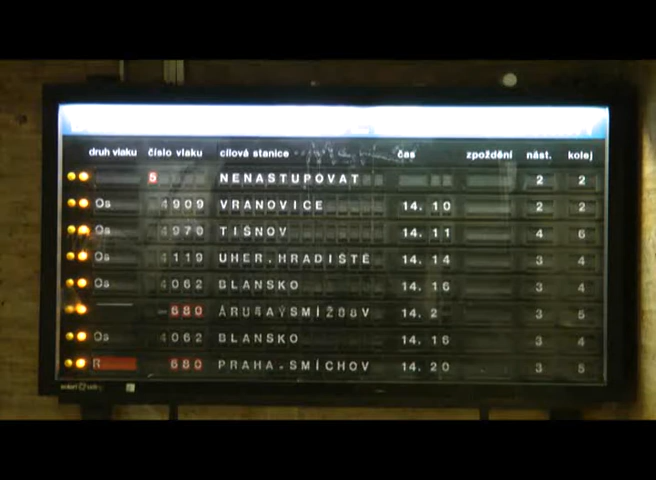 druh vlaku číslo vlaku cílová stanice čas zpoždění nást. kolej
5 NENASTUPOVAT 2 2
Os 4909 VRANOVICE 14.10 2 2
Os 4970 TIŠNOV 14.11 4 6
Os 4119 UHER.HRADIŠTĚ 14.14 3 4
Os 4062 BLANSKO 14.16 3 4
680 14.2 3 5
Os 4062 BLANSKO 14.16 3 4
R 680 PRAHA.SMÍCHOV 14.20 3 5